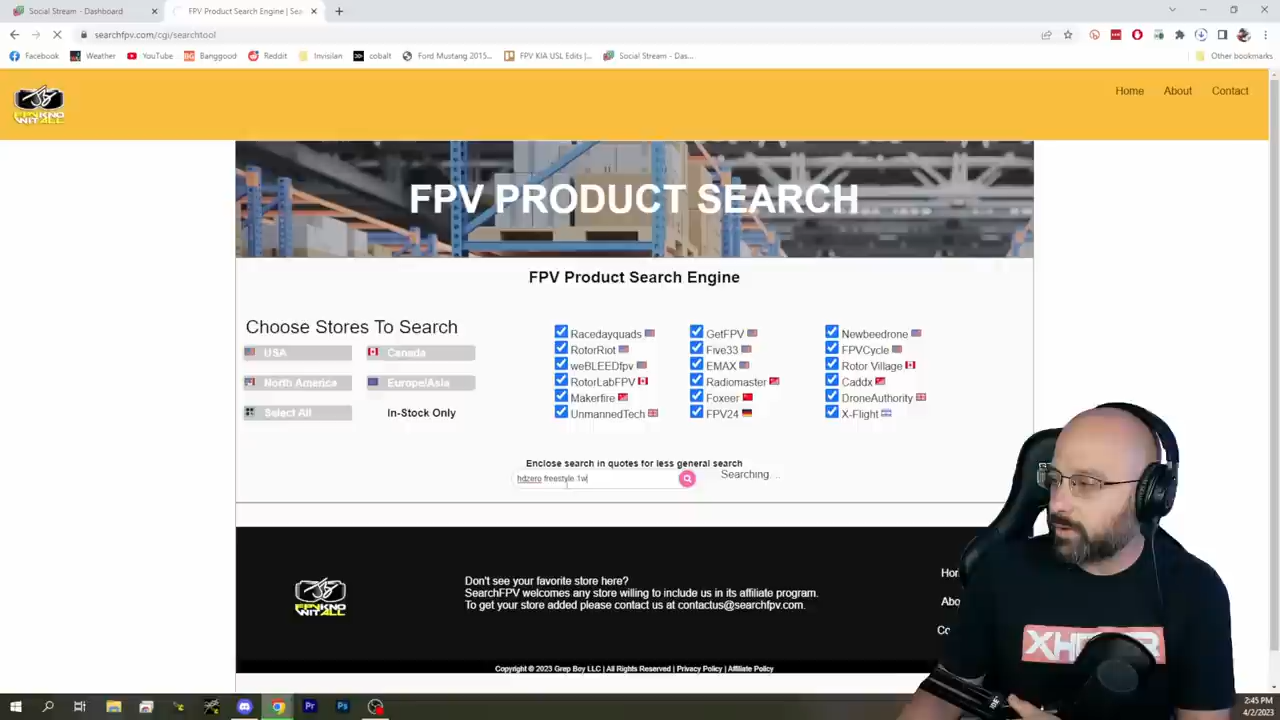 Social Stream - Dashboard
FPV Product Search Engine | Sea
searchfpv.com/cgi/searchtool
Facebook
Weather
YouTube
Banggood
Reddit
Invisilan
cobalt
Ford Mustang 2015...
FPV KIA USL Edits |...
Social Stream - Das...
Other bookmarks
Home
About
Contact
FPV PRODUCT SEARCH
FPV Product Search Engine
Choose Stores To Search
USA
Canada
North America
Europe/Asia
Select All
In-Stock Only
Racedayquads
GetFPV
Newbeedrone
RotorRiot
Five33
FPVCycle
weBLEEDfpv
EMAX
Rotor Village
RotorLabFPV
Radiomaster
Caddx
Makerfire
Foxeer
DroneAuthority
UnmannedTech
FPV24
X-Flight
Enclose search in quotes for less general search
hdzero freestyle 1w
Searching...
Don't see your favorite store here?
SearchFPV welcomes any store willing to include us in its affiliate program.
To get your store added please contact us at contactus@searchfpv.com.
Hom
Abo
Co
Copyright © 2023 Grep Boy LLC | All Rights Reserved | Privacy Policy | Affiliate Policy
2:45 PM
4/2/2023